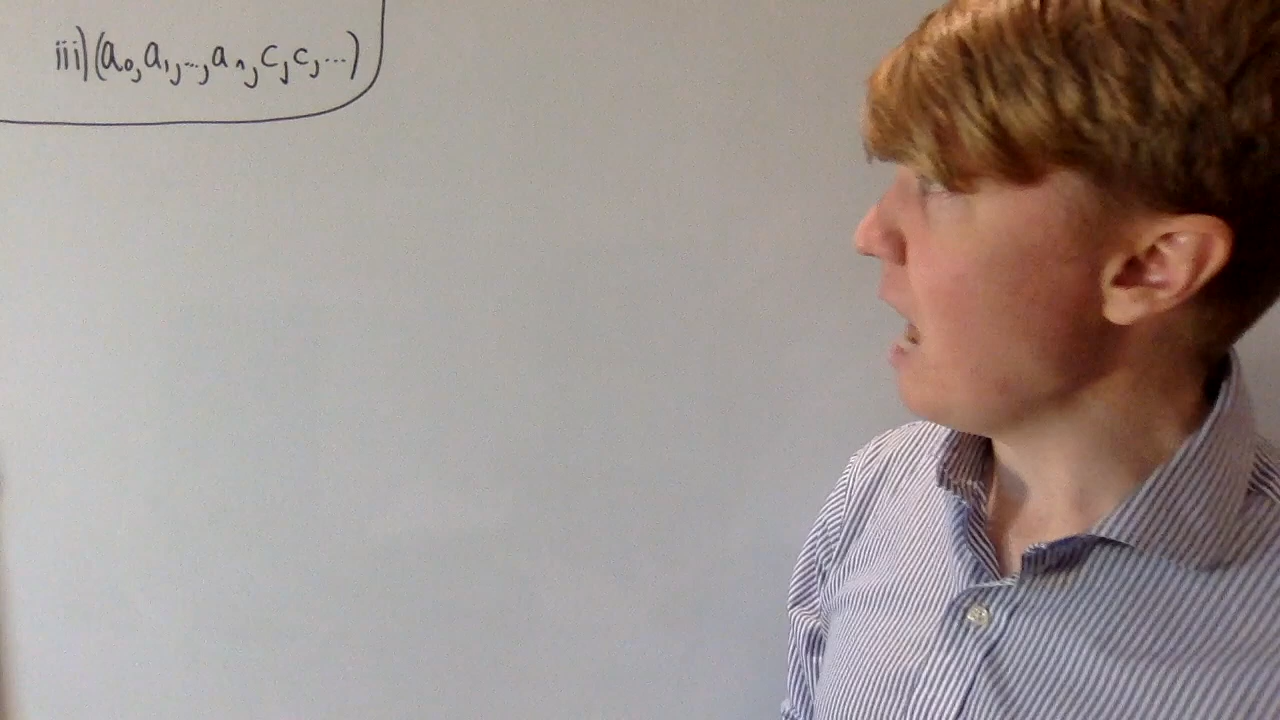 iii) (a₀, a₁, ..., aₙ, c, c, ...)